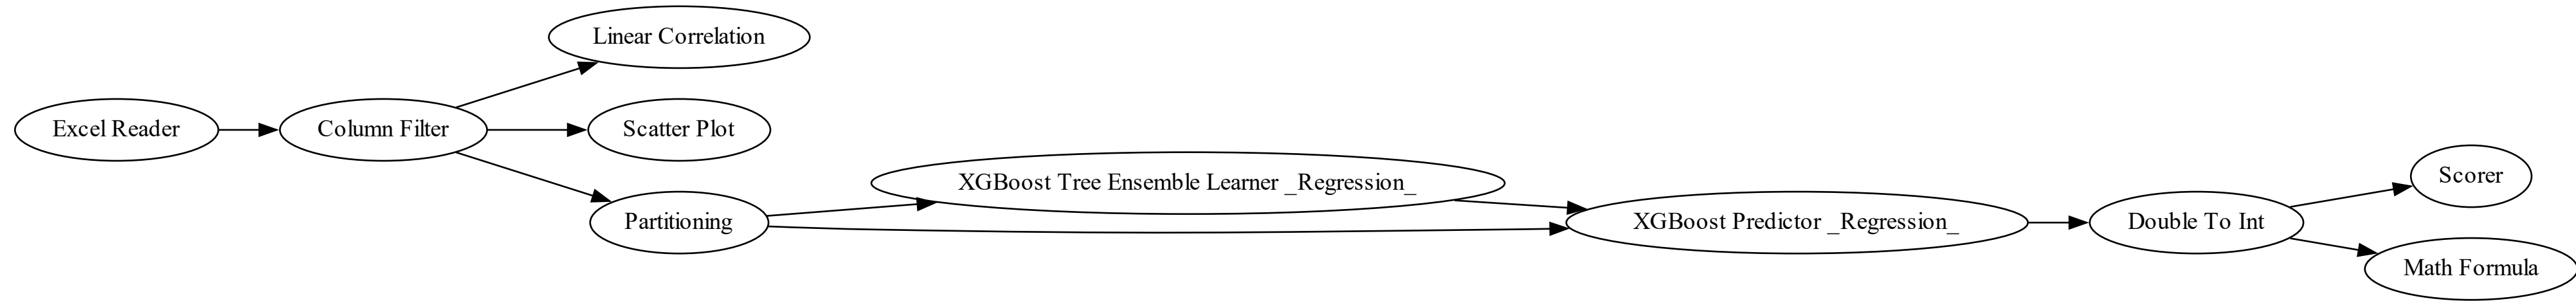 Linear Correlation
Excel Reader
Column Filter
Scatter Plot
Partitioning
XGBoost Tree Ensemble Learner _Regression_
XGBoost Predictor _Regression_
Double To Int
Scorer
Math Formula